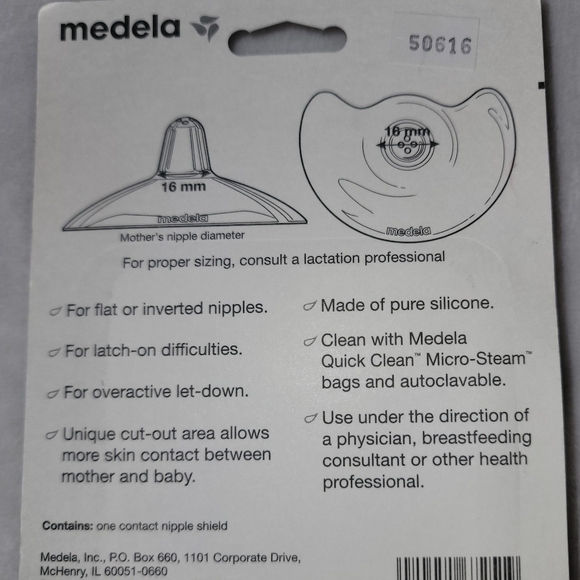 medela
50616
16 mm
16 mm
medela
medela
Mother's nipple diameter
For proper sizing, consult a lactation professional
For flat or inverted nipples.
For latch-on difficulties.
For overactive let-down.
Unique cut-out area allows
more skin contact between
mother and baby.
Made of pure silicone.
Clean with Medela
Quick Clean™ Micro-Steam™
bags and autoclavable.
Use under the direction of
a physician, breastfeeding
consultant or other health
professional.
Contains: one contact nipple shield
Medela, Inc., P.O. Box 660, 1101 Corporate Drive,
McHenry, IL 60051-0660